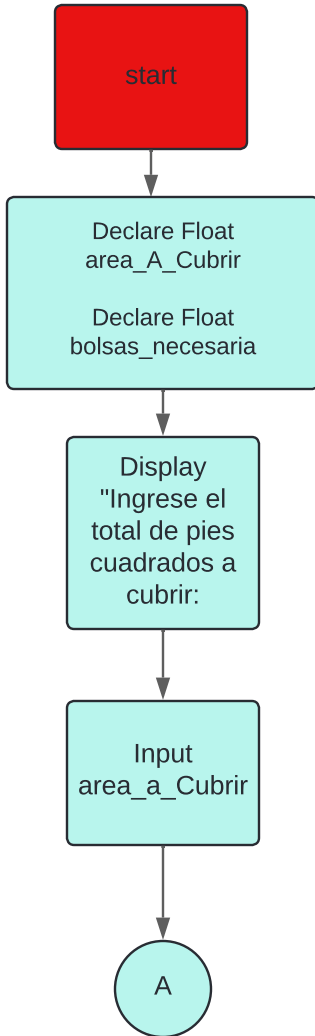 start
Declare Float
area_A_Cubrir
Declare Float
bolsas_necesaria
Display
"Ingrese el
total de pies
cuadrados a
cubrir:
Input
area_a_Cubrir
A